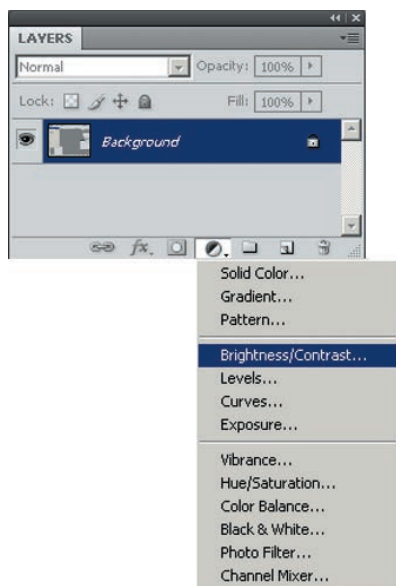 LAYERS
Normal Opacity: 100%
Lock: Fill: 100%
Background
fx.
Solid Color...
Gradient...
Pattern...
Brightness/Contrast...
Levels...
Curves...
Exposure...
Vibrance...
Hue/Saturation...
Color Balance...
Black & White...
Photo Filter...
Channel Mixer...